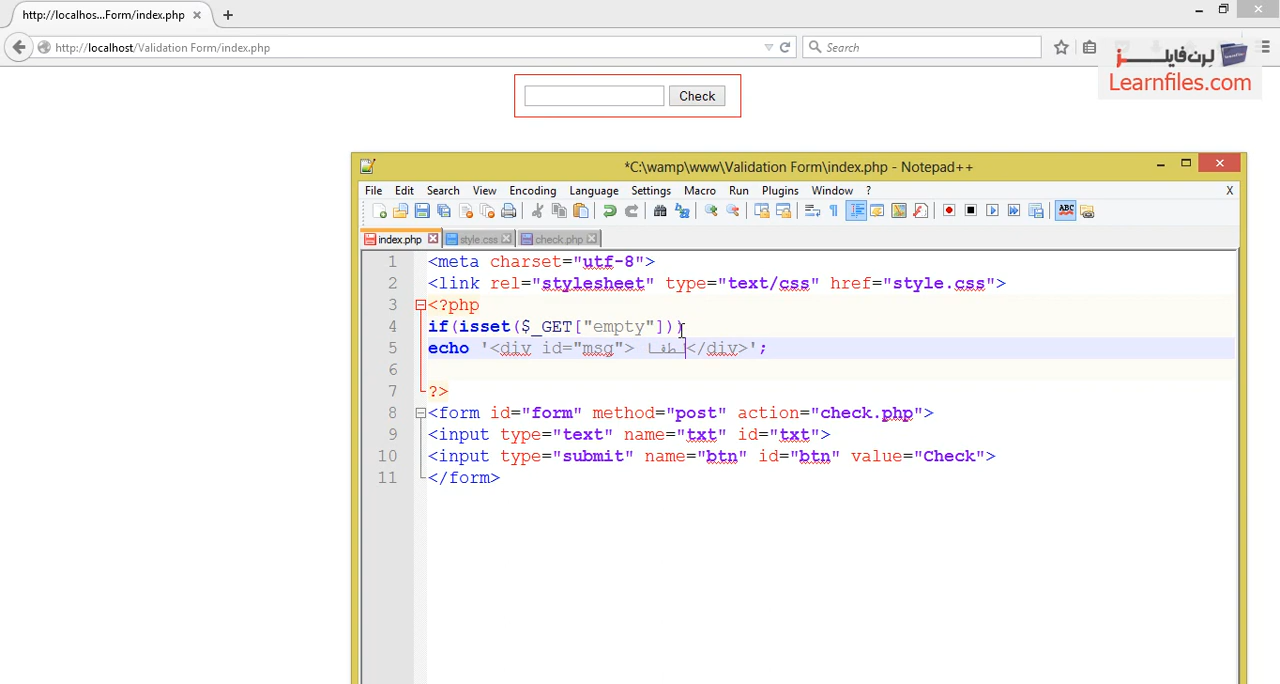 http://localhos...Form/index.php
http://localhost/Validation Form/index.php
Search
لرن فایلز
Learnfiles.com
Check
*C:\wamp\www\Validation Form\index.php - Notepad++
File Edit Search View Encoding Language Settings Macro Run Plugins Window ? X
index.php style.css check.php
1 <meta charset="utf-8">
2 <link rel="stylesheet" type="text/css" href="style.css">
3 <?php
4 if(isset($_GET["empty"]))
5 echo '<div id="msg"> لطفا</div>';
6
7 ?>
8 <form id="form" method="post" action="check.php">
9 <input type="text" name="txt" id="txt">
10 <input type="submit" name="btn" id="btn" value="Check">
11 </form>